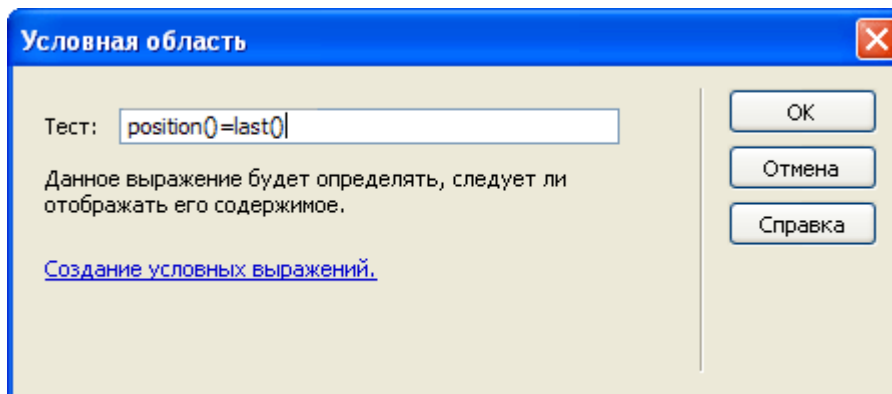 Условная область
Тест: position()=last()
Данное выражение будет определять, следует ли
отображать его содержимое.
Создание условных выражений.
OK
Отмена
Справка